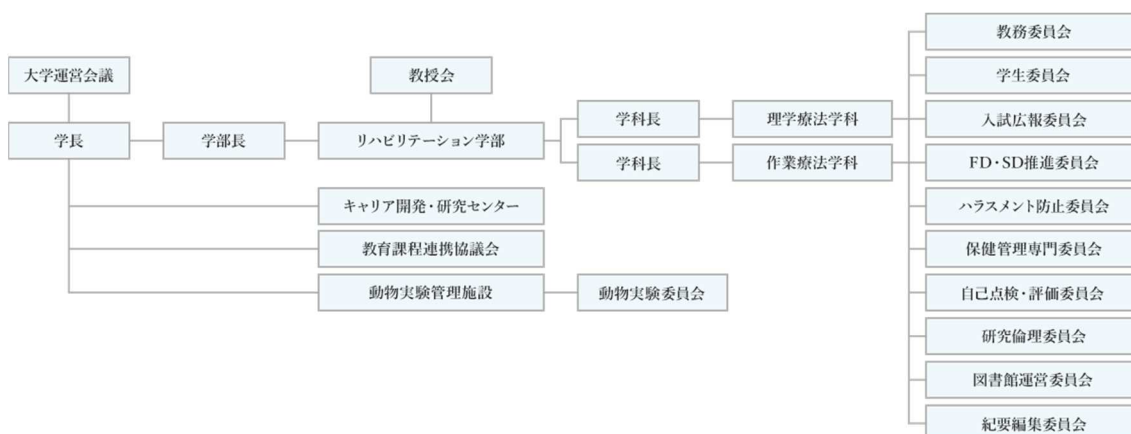 大学運営会議
学長
学部長
教授会
リハビリテーション学部
学科長
理学療法学科
学科長
作業療法学科
キャリア開発・研究センター
教育課程連携協議会
動物実験管理施設
動物実験委員会
教務委員会
学生委員会
入試広報委員会
FD・SD推進委員会
ハラスメント防止委員会
保健管理専門委員会
自己点検・評価委員会
研究倫理委員会
図書館運営委員会
紀要編集委員会